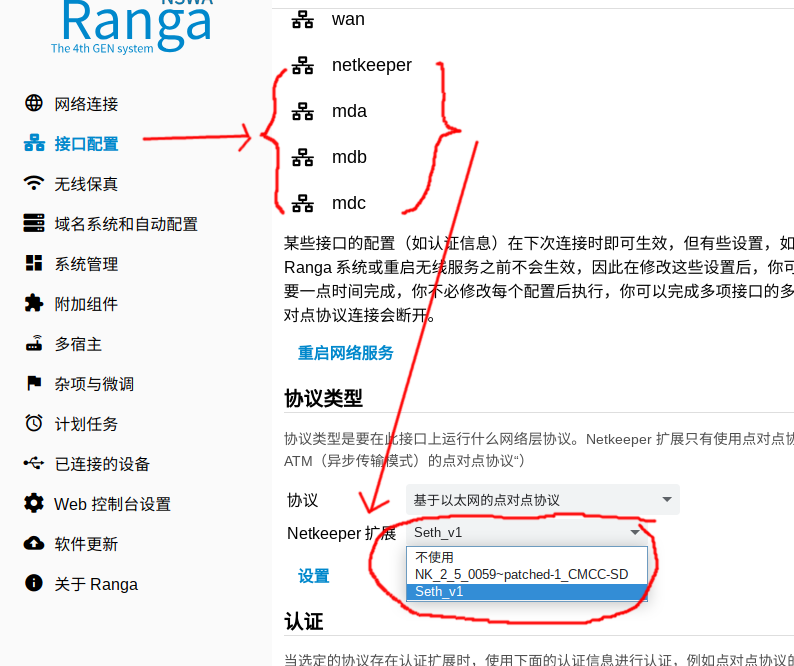 NSWA
Ranga
The 4th GEN system
网络连接
接口配置
无线保真
域名系统和自动配置
系统管理
附加组件
多宿主
杂项与微调
计划任务
已连接的设备
Web 控制台设置
软件更新
关于 Ranga
wan
netkeeper
mda
mdb
mdc
某些接口的配置（如认证信息）在下次连接时即可生效，但有些设置，如
Ranga 系统或重启无线服务之前不会生效，因此在修改这些设置后，你可
要一点时间完成，你不必修改每个配置后执行，你可以完成多项接口的多
对点协议连接会断开。
重启网络服务
协议类型
协议类型是要在此接口上运行什么网络层协议。Netkeeper 扩展只有使用点对点协
ATM（异步传输模式）的点对点协议“）
协议 基于以太网的点对点协议
Netkeeper 扩展 Seth_v1
不使用
NK_2_5_0059~patched-1_CMCC-SD
Seth_v1
设置
认证
当选定的协议存在认证扩展时，使用下面的认证信息进行认证，例如点对点协议的